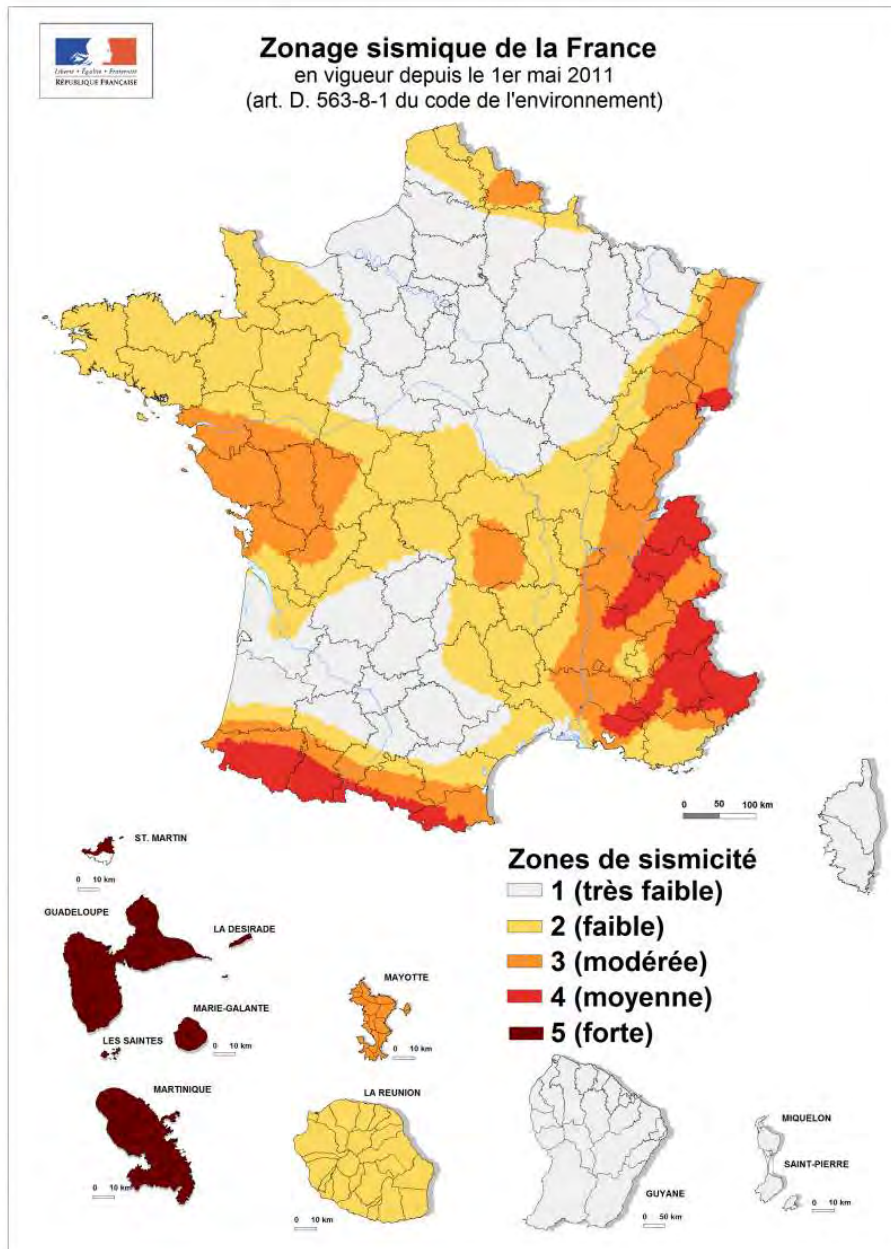 Liberté • Égalité • Fraternité
RÉPUBLIQUE FRANÇAISE
Zonage sismique de la France
en vigueur depuis le 1er mai 2011
(art. D. 563-8-1 du code de l'environnement)
0 50 100 km
ST. MARTIN
0 10 km
GUADELOUPE
LA DESIRADE
MARIE-GALANTE
LES SAINTES
0 10 km
MARTINIQUE
0 10 km
MAYOTTE
0 10 km
LA REUNION
0 10 km
Zones de sismicité
1 (très faible)
2 (faible)
3 (modérée)
4 (moyenne)
5 (forte)
GUYANE
0 50 km
MIQUELON
SAINT-PIERRE
0 10 km